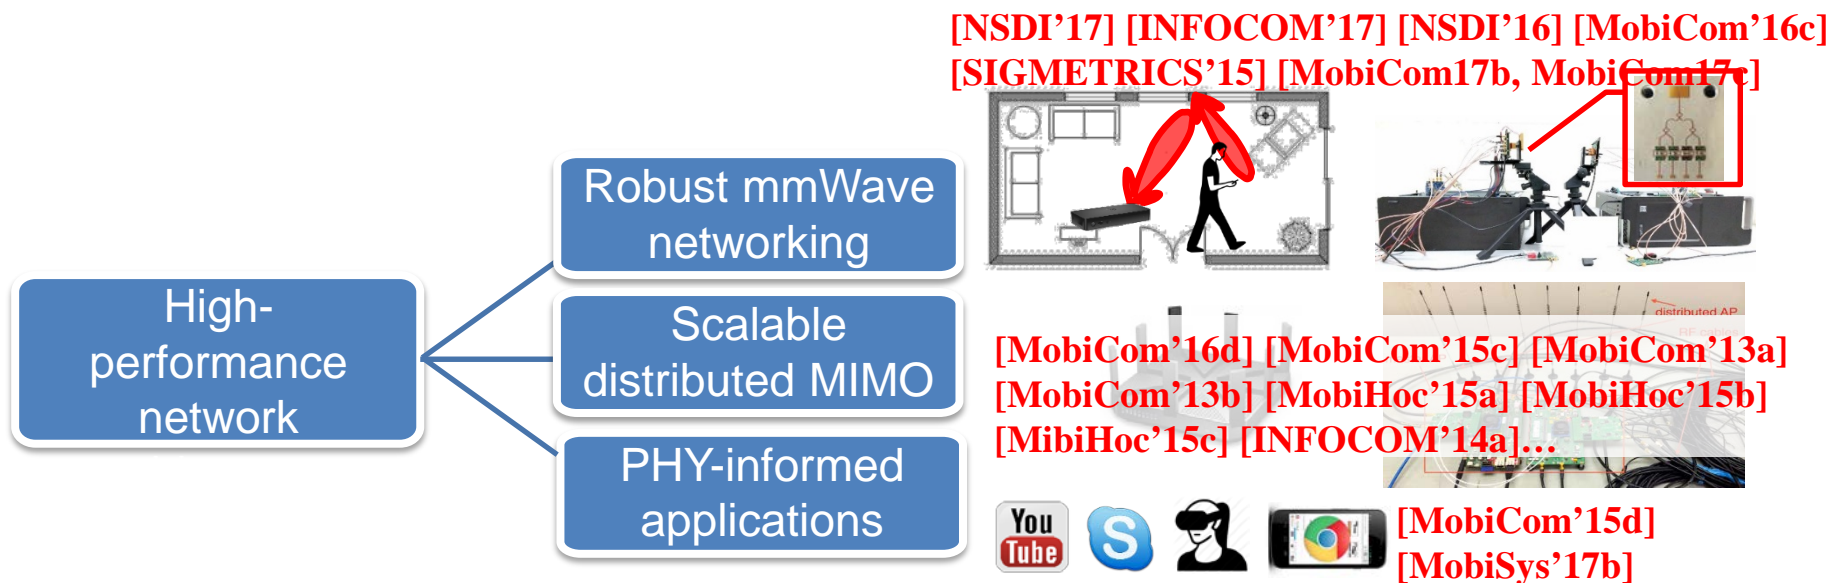 [NSDI’17] [INFOCOM’17] [NSDI’16] [MobiCom’16c]
[SIGMETRICS’15] [MobiCom17b, MobiCom17c]
Robust mmWave
networking
High-
performance
network
Scalable
distributed MIMO
PHY-informed
applications
distributed AP
RF cables
[MobiCom’16d] [MobiCom’15c] [MobiCom’13a]
[MobiCom’13b] [MobiHoc’15a] [MobiHoc’15b]
[MibiHoc’15c] [INFOCOM’14a]…
You
Tube
S
[MobiCom’15d]
[MobiSys’17b]